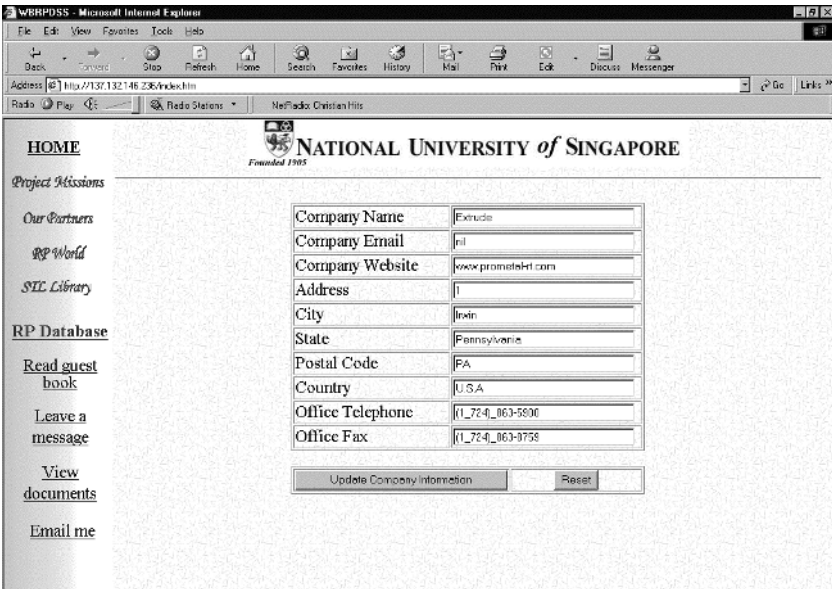 WBRPDSS - Microsoft Internet Explorer
File Edit View Favorites Tools Help
Back Forward Stop Refresh Home Search Favorites History Mail Print Edit Discuss Messenger
Address http://137.132.146.236/index.htm Go Links »
Radio Play Radio Stations NetRadio: Christian Hits
Founded 1905
NATIONAL UNIVERSITY of SINGAPORE
HOME
Project Missions
Our Partners
RP World
STL Library
RP Database
Read guest
book
Leave a
message
View
documents
Email me
Company Name Extrude
Company Email nil
Company Website www.prometal-rt.com
Address 1
City Irwin
State Pennsylvania
Postal Code PA
Country U.S.A
Office Telephone (1_724)_863-5900
Office Fax (1_724)_863-8759
Update Company Information Reset